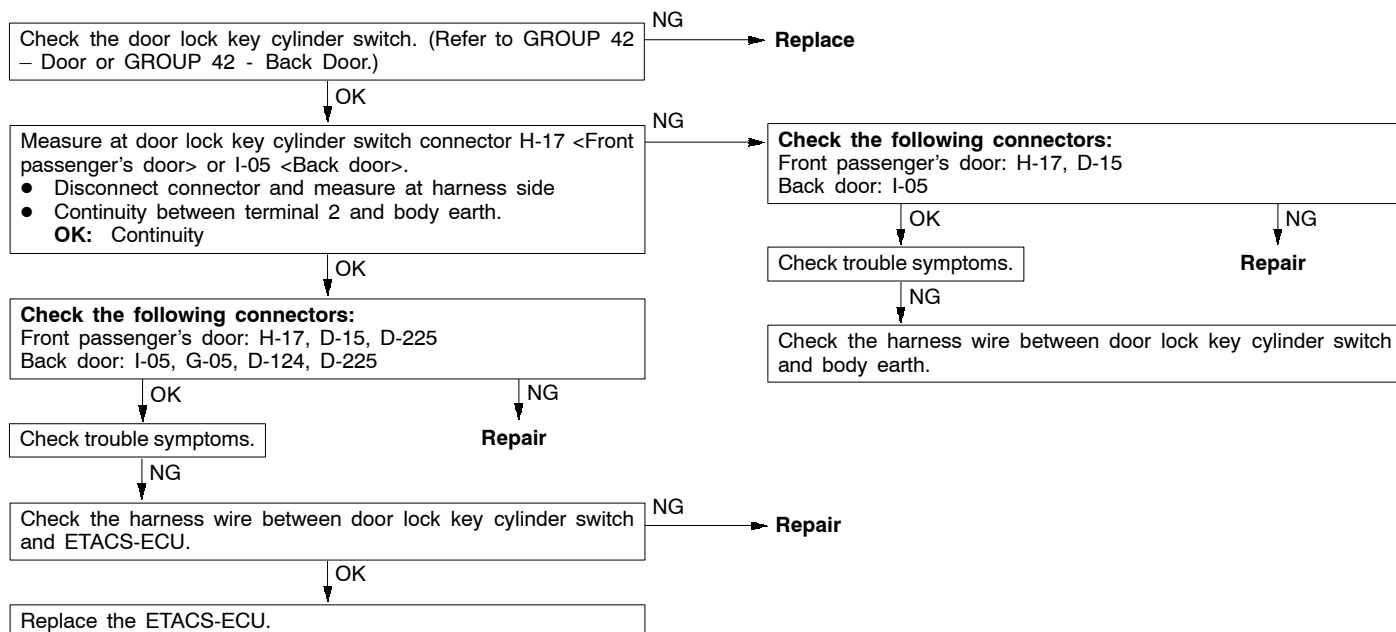 Check the door lock key cylinder switch. (Refer to GROUP 42
– Door or GROUP 42 - Back Door.)
NG
Replace
OK
Measure at door lock key cylinder switch connector H-17 <Front
passenger's door> or I-05 <Back door>.
● Disconnect connector and measure at harness side
● Continuity between terminal 2 and body earth.
OK: Continuity
NG
Check the following connectors:
Front passenger's door: H-17, D-15
Back door: I-05
OK
NG
Check trouble symptoms.
Repair
NG
Check the harness wire between door lock key cylinder switch
and body earth.
OK
Check the following connectors:
Front passenger's door: H-17, D-15, D-225
Back door: I-05, G-05, D-124, D-225
OK
NG
Check trouble symptoms.
Repair
NG
Check the harness wire between door lock key cylinder switch
and ETACS-ECU.
NG
Repair
OK
Replace the ETACS-ECU.